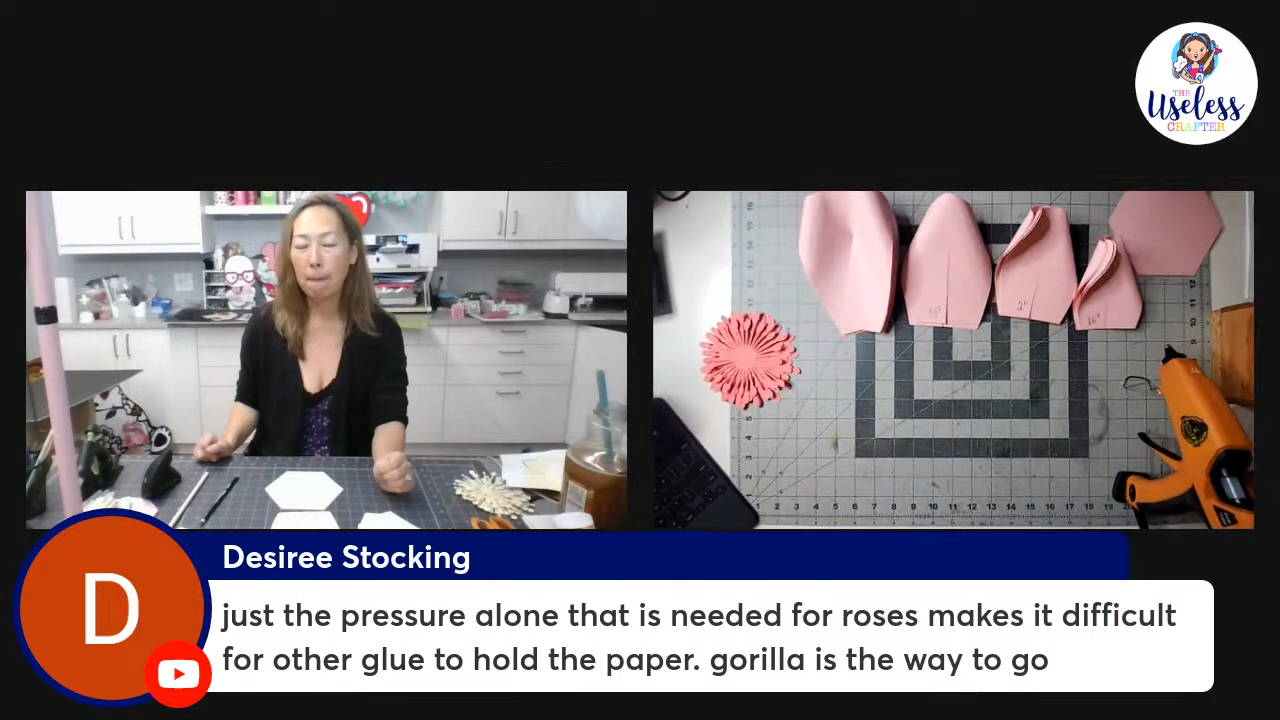 THE
Useless
CRAFTER
Desiree Stocking
just the pressure alone that is needed for roses makes it difficult
for other glue to hold the paper. gorilla is the way to go